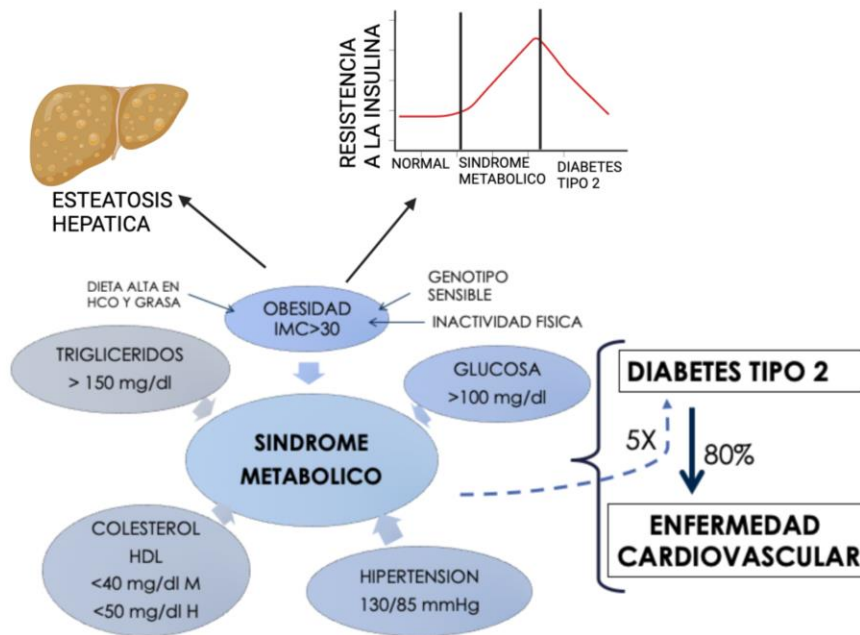 RESISTENCIA
A LA INSULINA
NORMAL
SINDROME
METABOLICO
DIABETES
TIPO 2
ESTEATOSIS
HEPATICA
DIETA ALTA EN
HCO Y GRASA
OBESIDAD
IMC>30
GENOTIPO
SENSIBLE
INACTIVIDAD FISICA
TRIGLICERIDOS
> 150 mg/dl
GLUCOSA
>100 mg/dl
SINDROME
METABOLICO
COLESTEROL
HDL
<40 mg/dl M
<50 mg/dl H
HIPERTENSION
130/85 mmHg
DIABETES TIPO 2
5X
80%
ENFERMEDAD
CARDIOVASCULAR